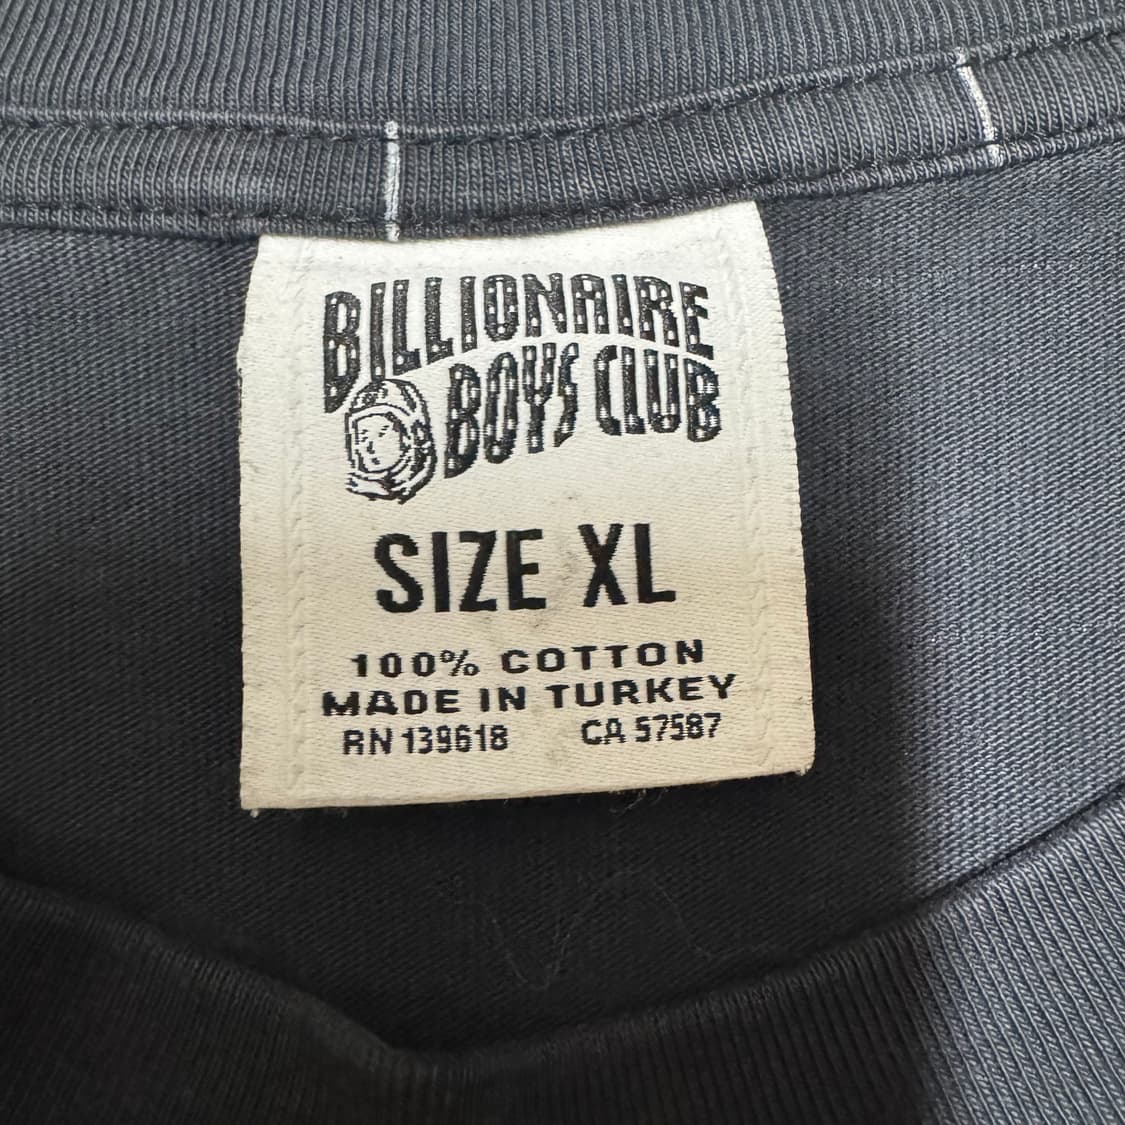 BILLIONAIRE
BOYS CLUB
SIZE XL
100% COTTON
MADE IN TURKEY
RN 139618 CA 57587